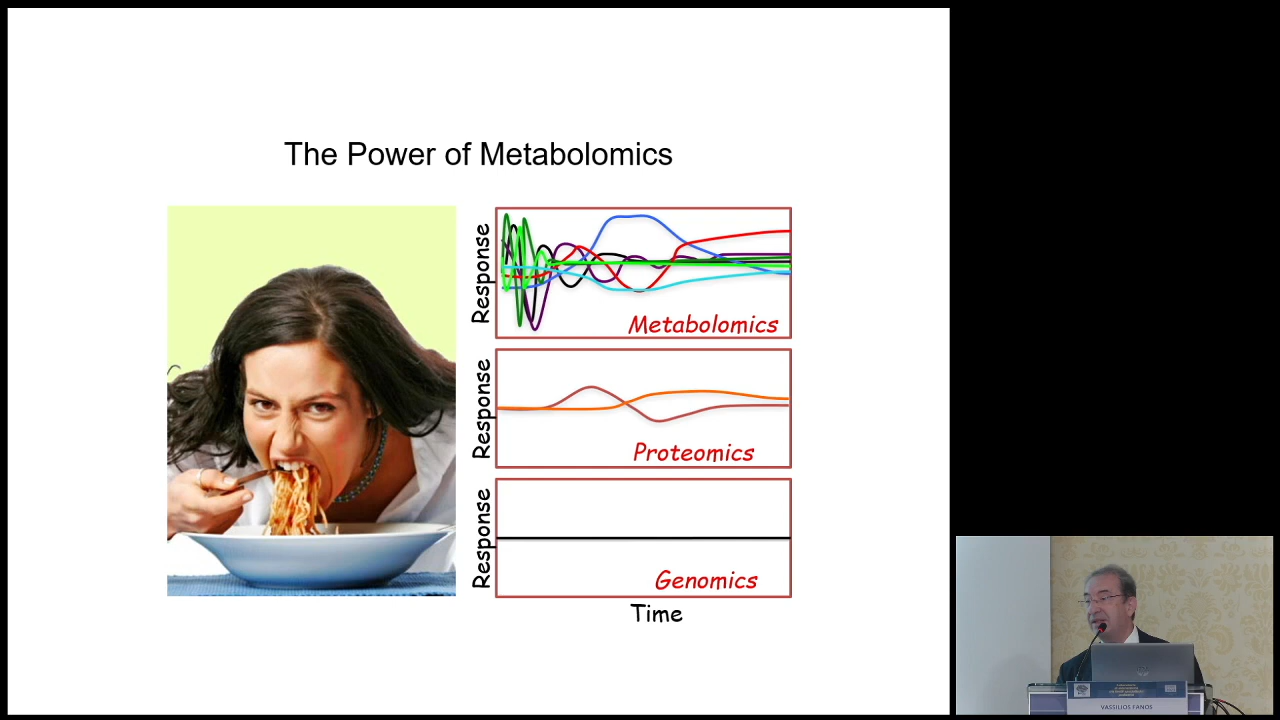 The Power of Metabolomics
Response
Metabolomics
Response
Proteomics
Response
Genomics
Time
VASSILIOS FANOS